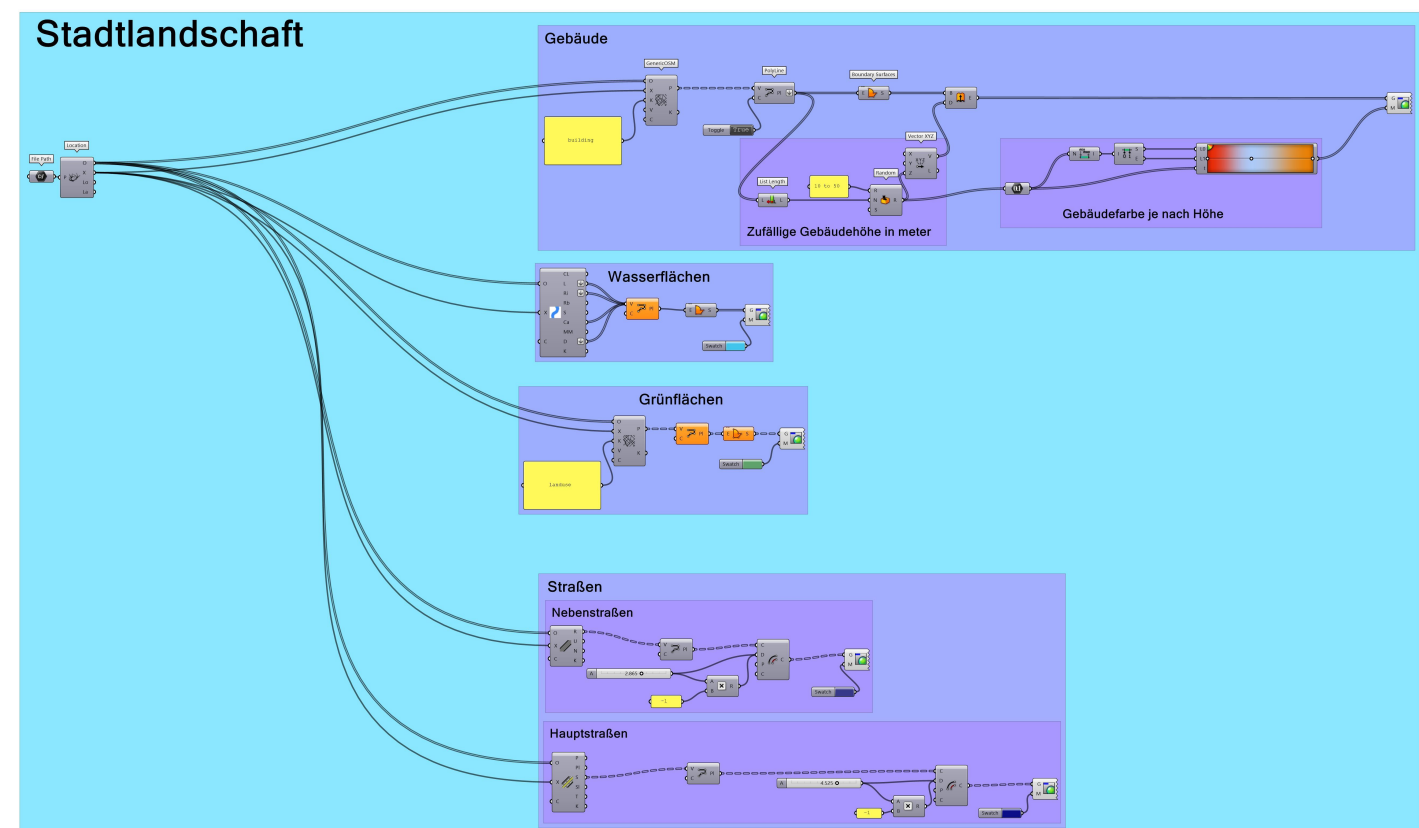 Stadtlandschaft
Gebäude
GenericOSM
PolyLine
Boundary Surfaces
building
Toggle
Vector XYZ
Location
File Path
List Length
10 to 50
Random
Zufällige Gebäudehöhe in meter
Gebäudefarbe je nach Höhe
Wasserflächen
Swatch
Grünflächen
Swatch
Straßen
Nebenstraßen
A 2.865
-1
Swatch
Hauptstraßen
A 4.525
-1
Swatch